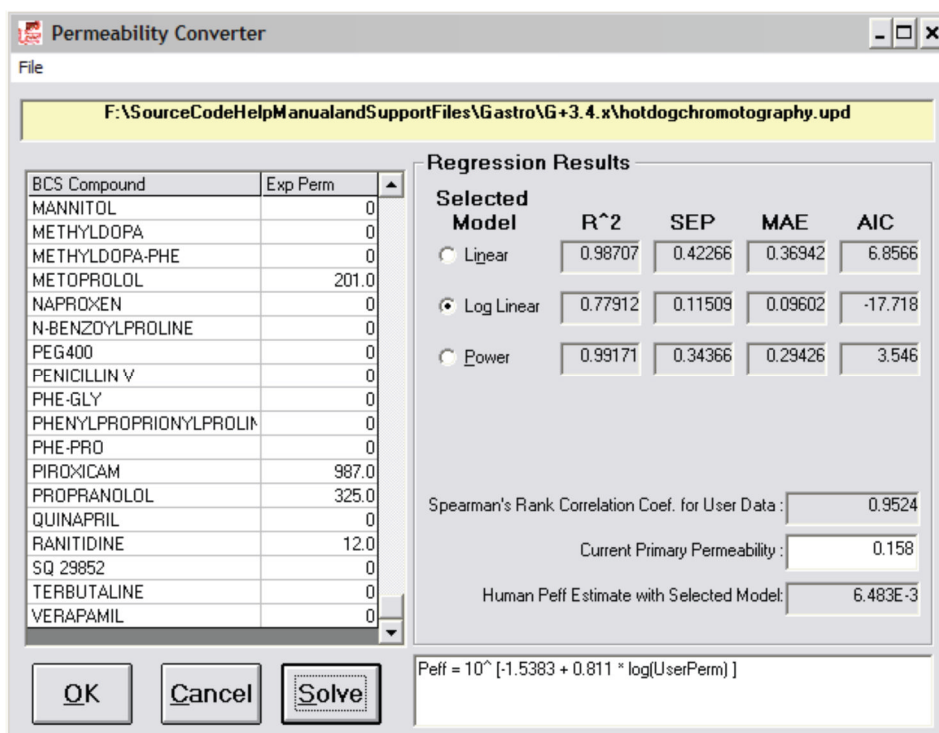 Permeability Converter
File
F:\SourceCodeHelpManualandSupportFiles\Gastro\G+3.4.x\hotdogchromotography.upd
BCS Compound Exp Perm
MANNITOL 0
METHYLDOPA 0
METHYLDOPA-PHE 0
METOPROLOL 201.0
NAPROXEN 0
N-BENZOYLPROLINE 0
PEG400 0
PENICILLIN V 0
PHE-GLY 0
PHENYLPROPRIONYLPROLIN 0
PHE-PRO 0
PIROXICAM 987.0
PROPRANOLOL 325.0
QUINAPRIL 0
RANITIDINE 12.0
SQ 29852 0
TERBUTALINE 0
VERAPAMIL 0
OK Cancel Solve
Regression Results
Selected
Model R^2 SEP MAE AIC
Linear 0.98707 0.42266 0.36942 6.8566
Log Linear 0.77912 0.11509 0.09602 -17.718
Power 0.99171 0.34366 0.29426 3.546
Spearman's Rank Correlation Coef. for User Data : 0.9524
Current Primary Permeability : 0.158
Human Peff Estimate with Selected Model: 6.483E-3
Peff = 10^ [-1.5383 + 0.811 * log(UserPerm) ]